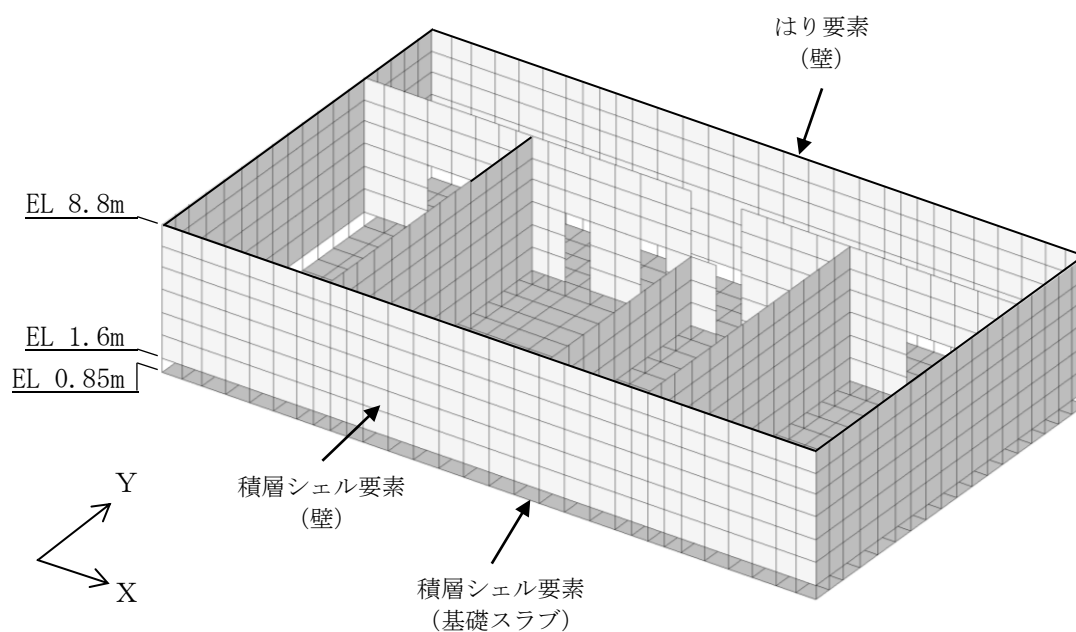 はり要素
（壁）
EL 8.8m
EL 1.6m
EL 0.85m
積層シェル要素
（壁）
Y
X
積層シェル要素
（基礎スラブ）